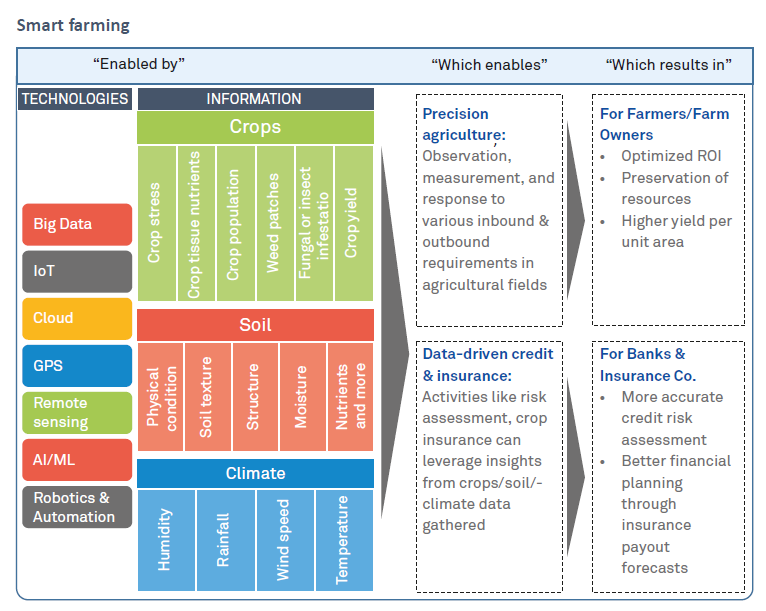 Smart farming
“Enabled by”
“Which enables”
“Which results in”
TECHNOLOGIES
INFORMATION
Big Data
IoT
Cloud
GPS
Remote
sensing
AI/ML
Robotics &
Automation
Crops
Crop stress
Crop tissue nutrients
Crop population
Weed patches
Fungal or insect
infestatio
Crop yield
Soil
Physical
condition
Soil texture
Structure
Moisture
Nutrients
and more
Climate
Humidity
Rainfall
Wind speed
Temperature
Precision
agriculture:
Observation,
measurement, and
response to
various inbound &
outbound
requirements in
agricultural fields
Data-driven credit
& insurance:
Activities like risk
assessment, crop
insurance can
leverage insights
from crops/soil/-
climate data
gathered
For Farmers/Farm
Owners
• Optimized ROI
• Preservation of
resources
• Higher yield per
unit area
For Banks &
Insurance Co.
• More accurate
credit risk
assessment
• Better financial
planning
through
insurance
payout
forecasts